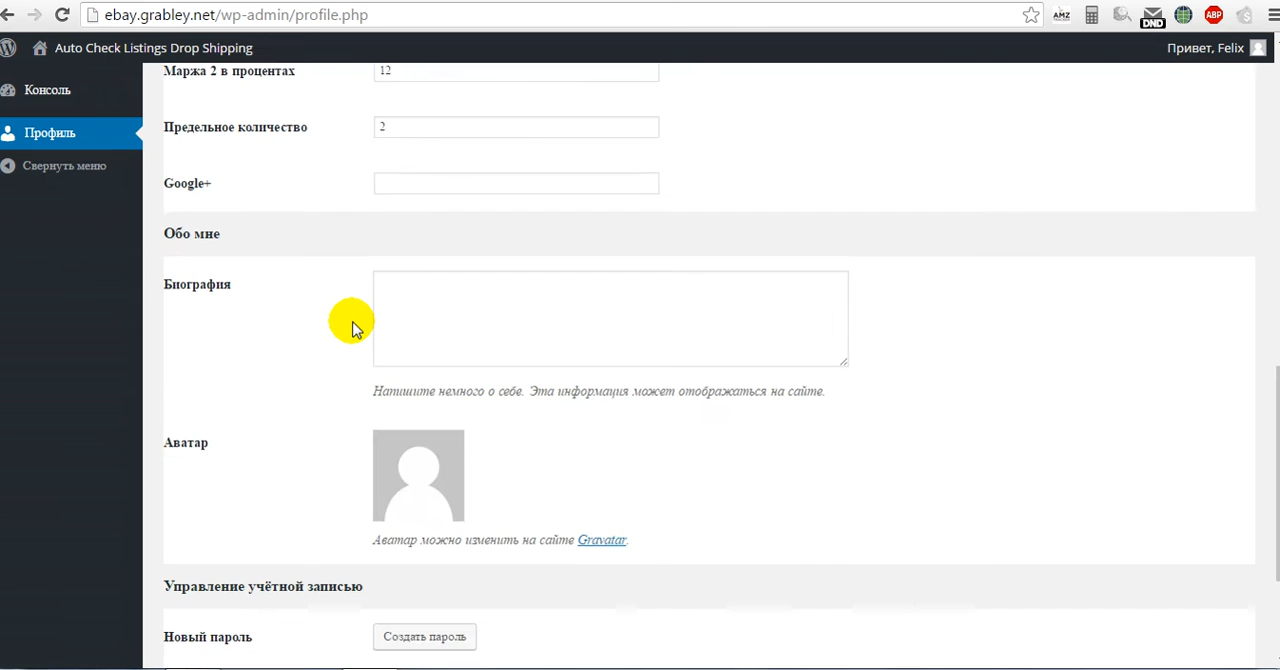 ebay.grabley.net/wp-admin/profile.php
AMZ
DND
ABP
Auto Check Listings Drop Shipping
Привет, Felix
Консоль
Профиль
Свернуть меню
Маржа 2 в процентах
12
Предельное количество
2
Google+
Обо мне
Биография
Напишите немного о себе. Эта информация может отображаться на сайте.
Аватар
Аватар можно изменить на сайте Gravatar.
Управление учётной записью
Новый пароль
Создать пароль